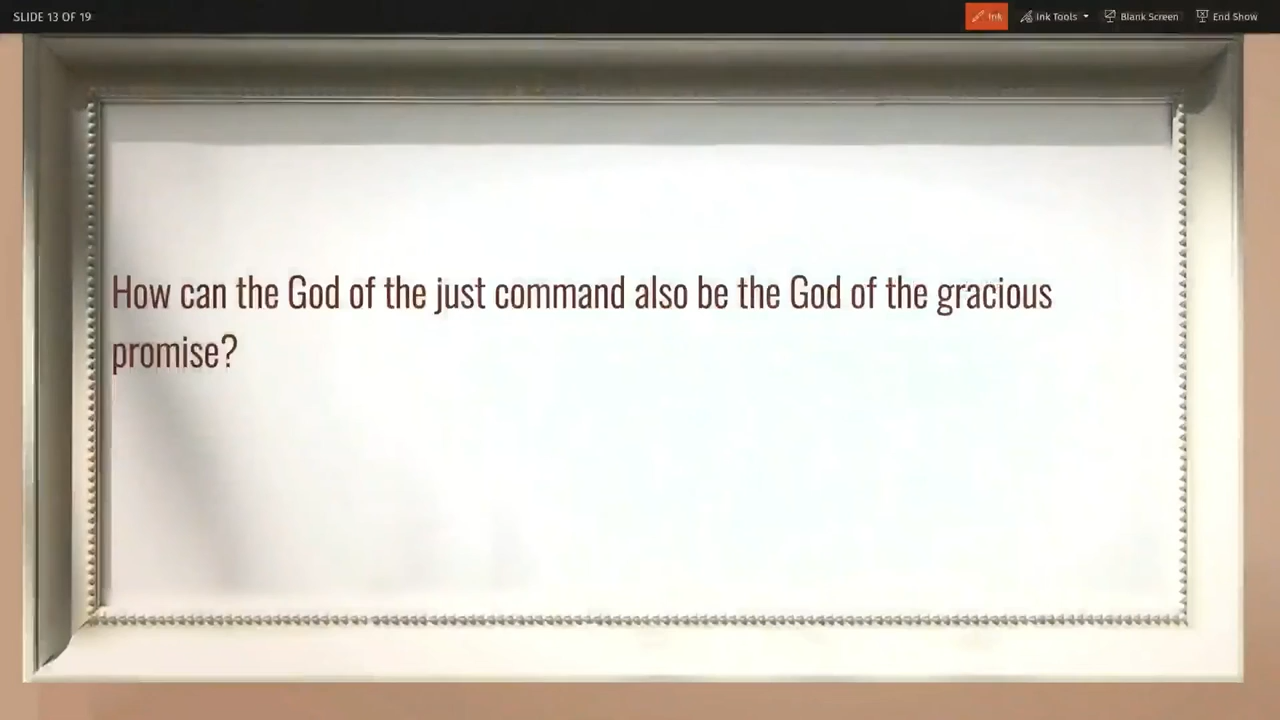 SLIDE 13 OF 19
Ink
Ink Tools
Blank Screen
End Show
How can the God of the just command also be the God of the gracious
promise?